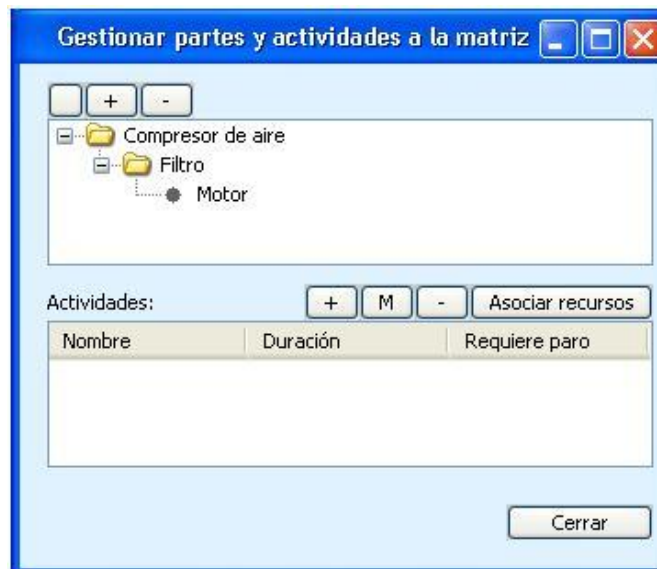 Gestionar partes y actividades a la matriz
+ -
Compresor de aire
Filtro
Motor
Actividades: + M - Asociar recursos
Nombre Duración Requiere paro
Cerrar